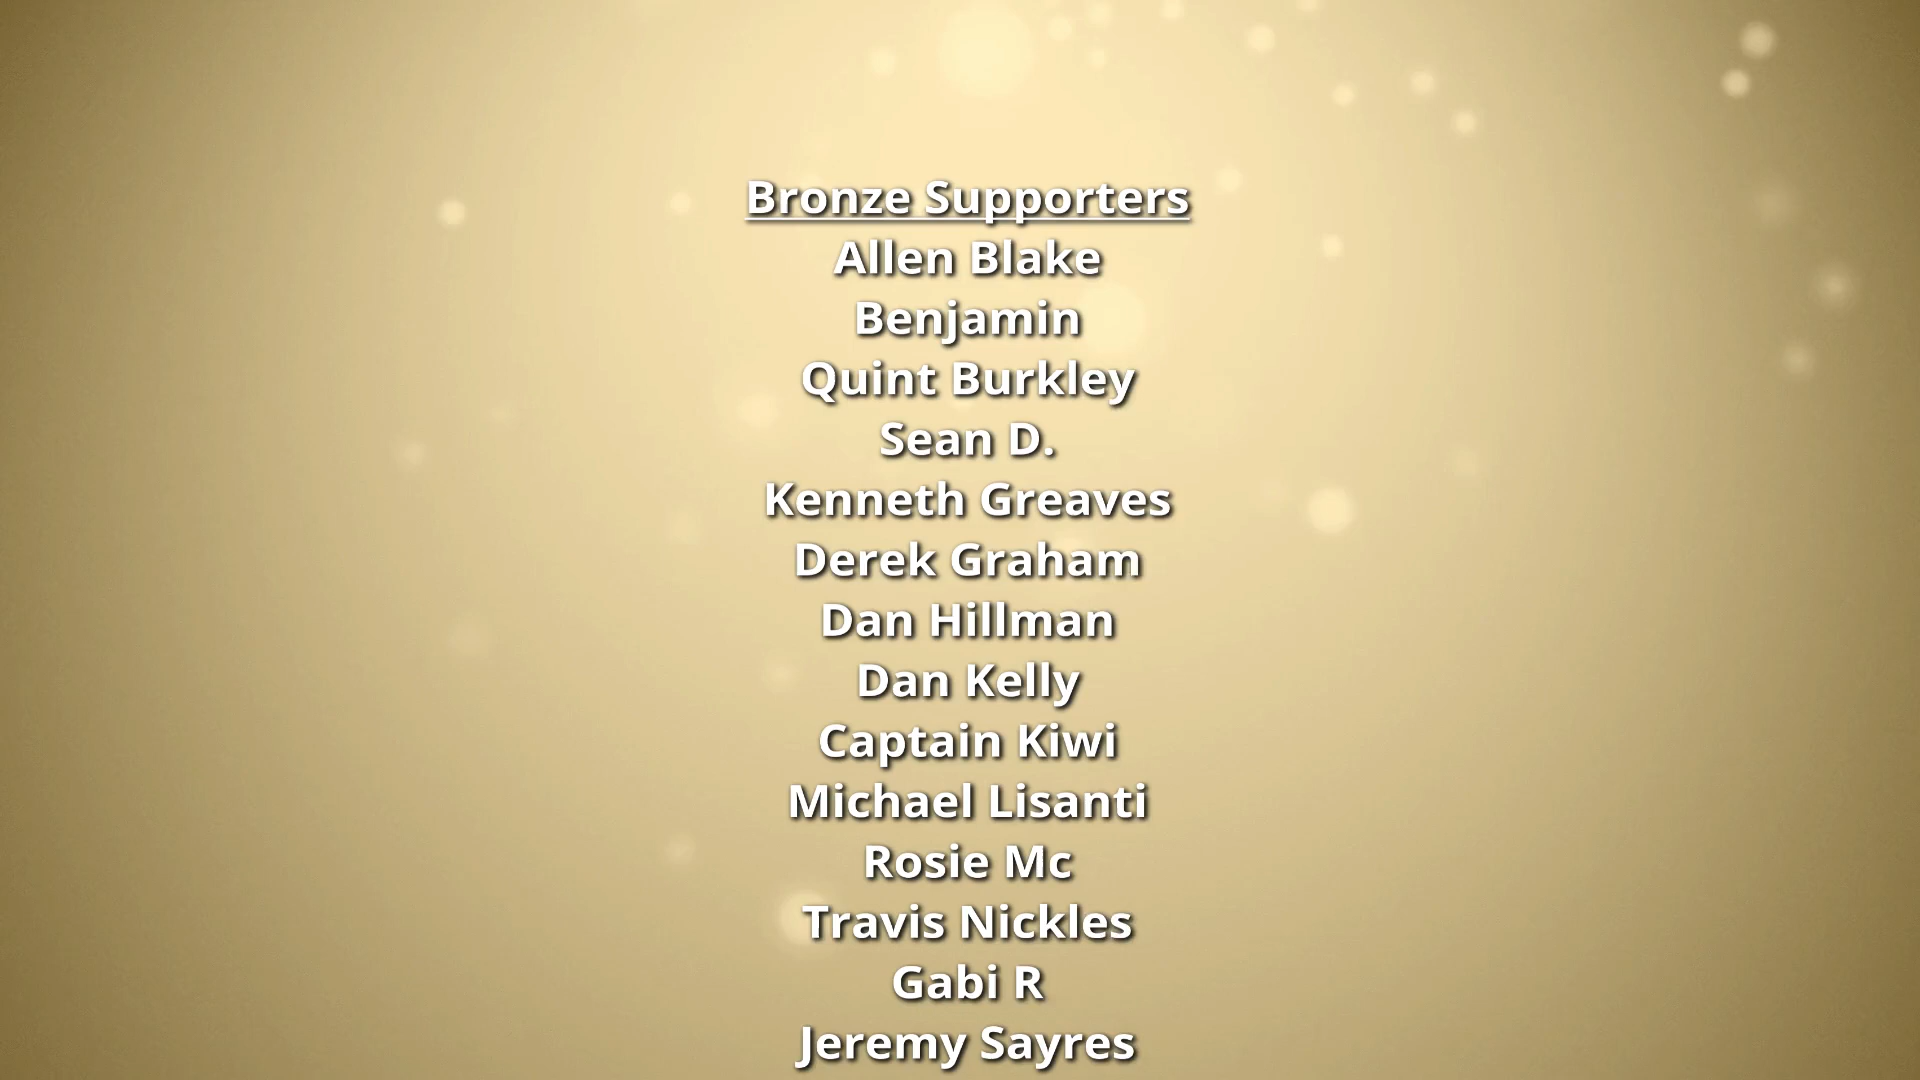 Bronze Supporters
Allen Blake
Benjamin
Quint Burkley
Sean D.
Kenneth Greaves
Derek Graham
Dan Hillman
Dan Kelly
Captain Kiwi
Michael Lisanti
Rosie Mc
Travis Nickles
Gabi R
Jeremy Sayres